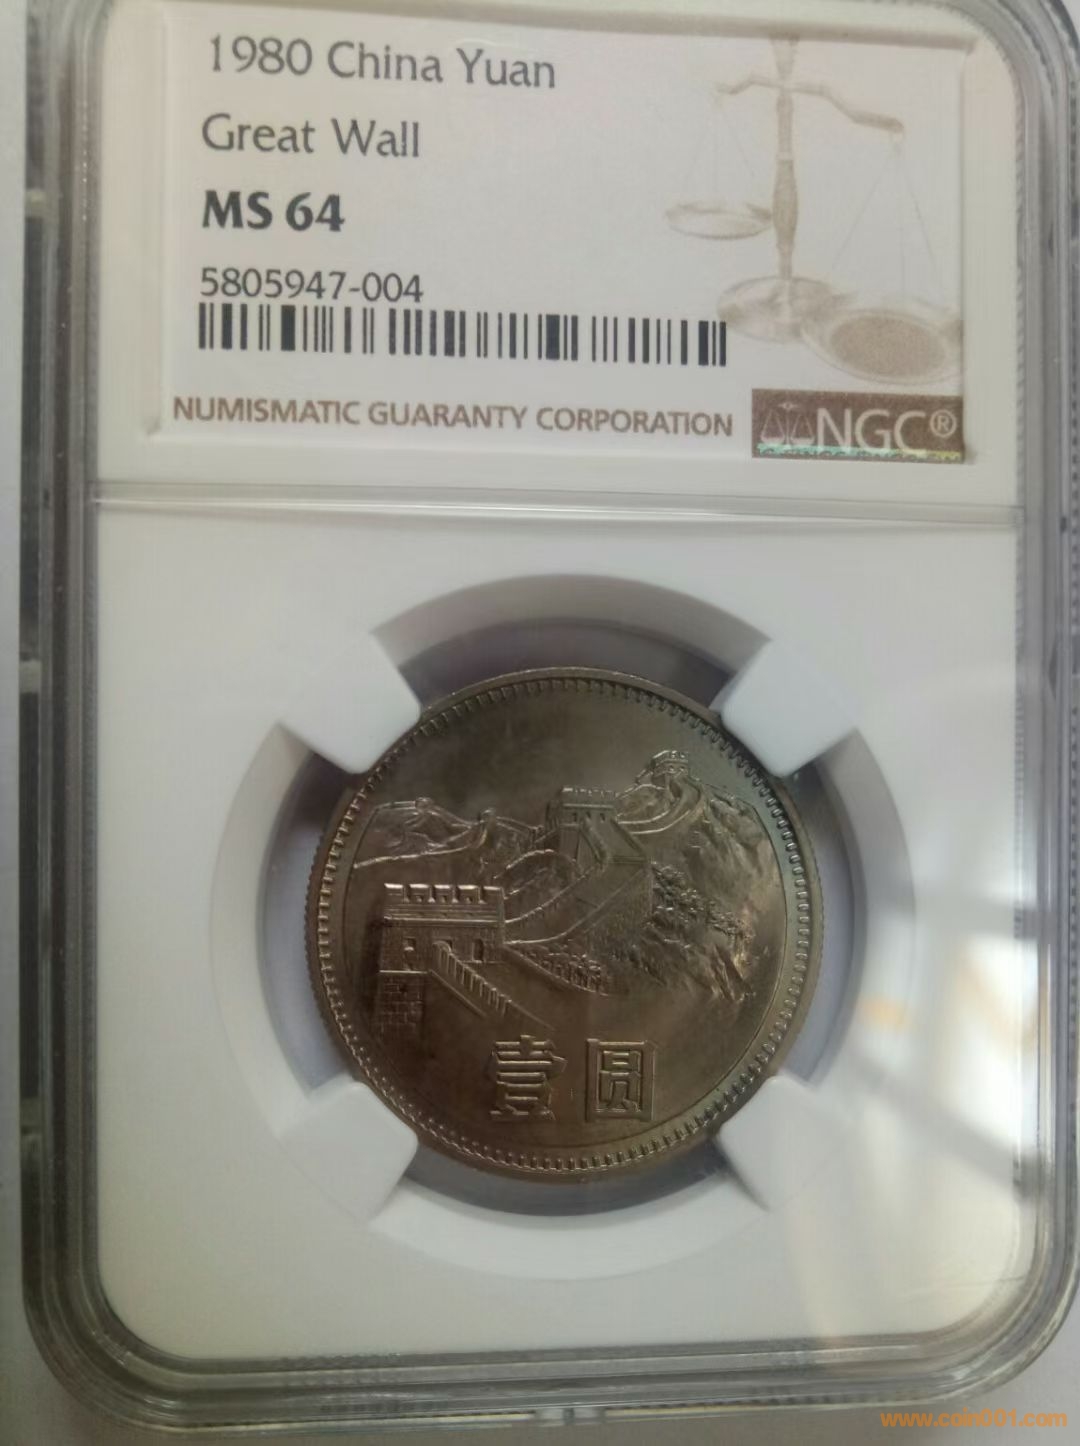 1980 China Yuan
Great Wall
MS 64
5805947-004
NUMISMATIC GUARANTY CORPORATION
NGC®
壹圆
www.coin001.com